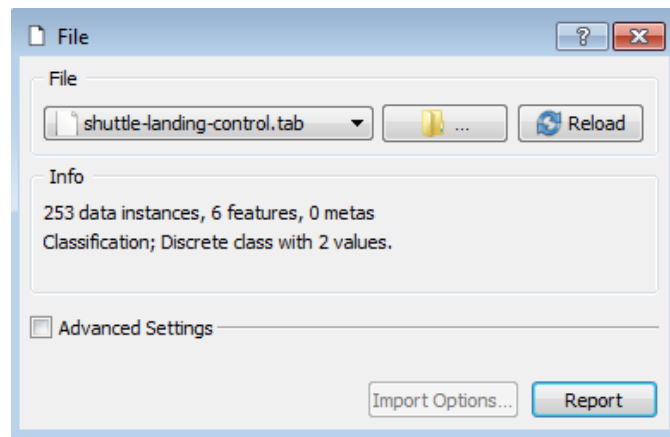 File
?
File
shuttle-landing-control.tab
...
Reload
Info
253 data instances, 6 features, 0 metas
Classification; Discrete class with 2 values.
Advanced Settings
Import Options...
Report